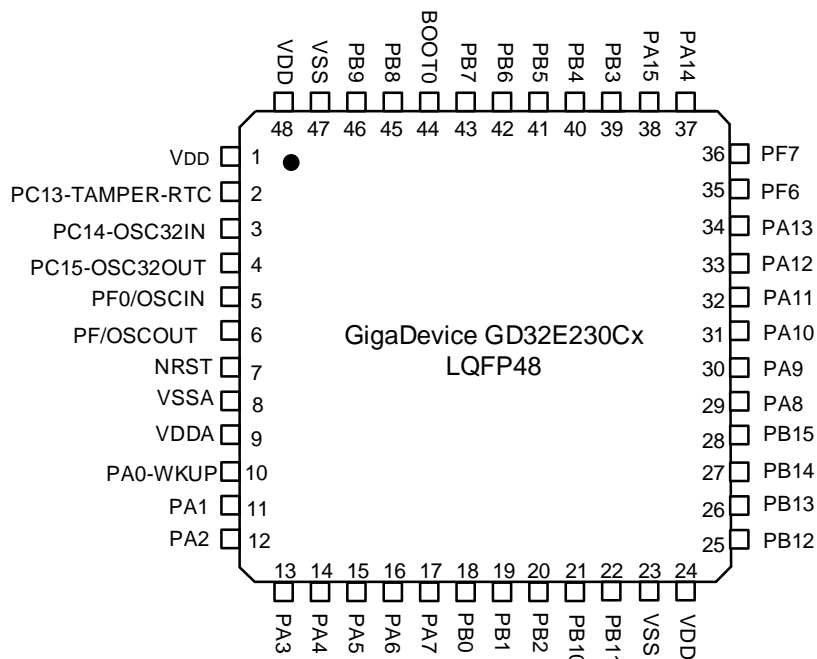 VDD
VSS
PB9
PB8
BOOT0
PB7
PB6
PB5
PB4
PB3
PA15
PA14
48 47 46 45 44 43 42 41 40 39 38 37
VDD 1
PC13-TAMPER-RTC 2
PC14-OSC32IN 3
PC15-OSC32OUT 4
PF0/OSCIN 5
PF/OSCOUT 6
NRST 7
VSSA 8
VDDA 9
PA0-WKUP 10
PA1 11
PA2 12
GigaDevice GD32E230Cx
LQFP48
36 PF7
35 PF6
34 PA13
33 PA12
32 PA11
31 PA10
30 PA9
29 PA8
28 PB15
27 PB14
26 PB13
25 PB12
13 14 15 16 17 18 19 20 21 22 23 24
PA3
PA4
PA5
PA6
PA7
PB0
PB1
PB2
PB10
PB11
VSS
VDD